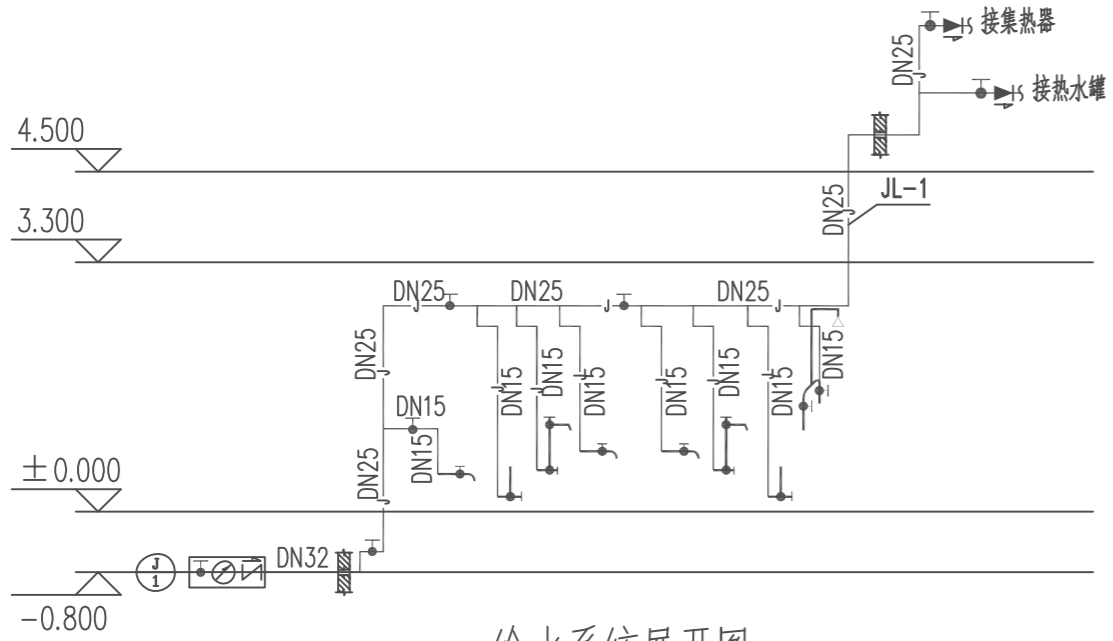 接集热器
DN25
J
接热水罐
4.500
JL-1
DN25
J
3.300
DN25
J
DN25
J
DN25
J
DN25
J
DN15
J
DN15
J
DN15
J
DN15
J
DN15
J
DN15
J
DN15
DN15
DN15
±0.000
DN25
J
J
1
DN32
-0.800